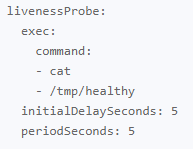 livenessProbe:
  exec:
    command:
    - cat
    - /tmp/healthy
  initialDelaySeconds: 5
  periodSeconds: 5